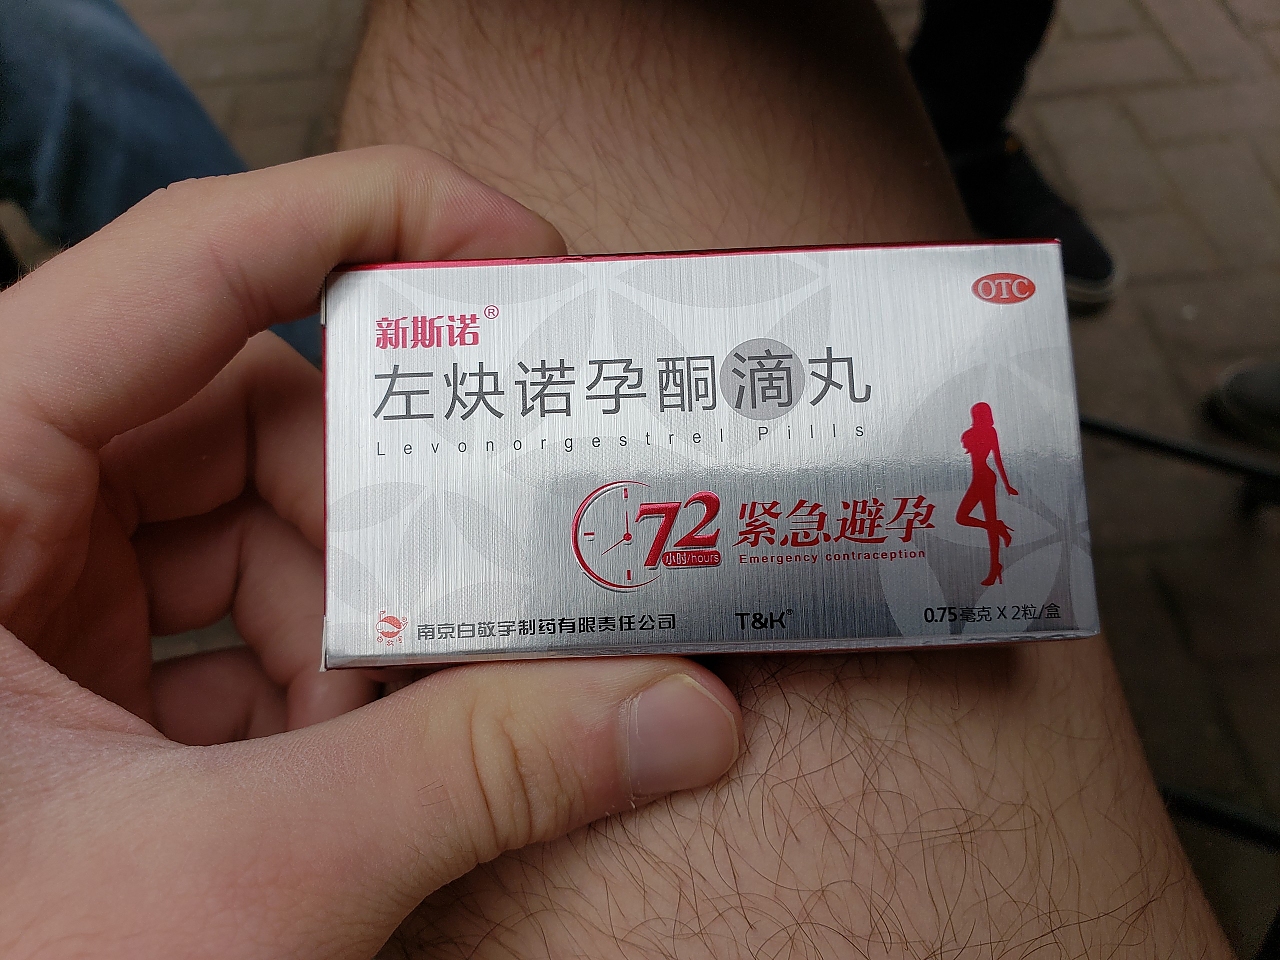 OTC
新斯诺®
左炔诺孕酮滴丸
Levonorgestrel Pills
72
小时/hours
紧急避孕
Emergency contraception
南京白敬宇制药有限责任公司
T&K®
0.75毫克X2粒/盒